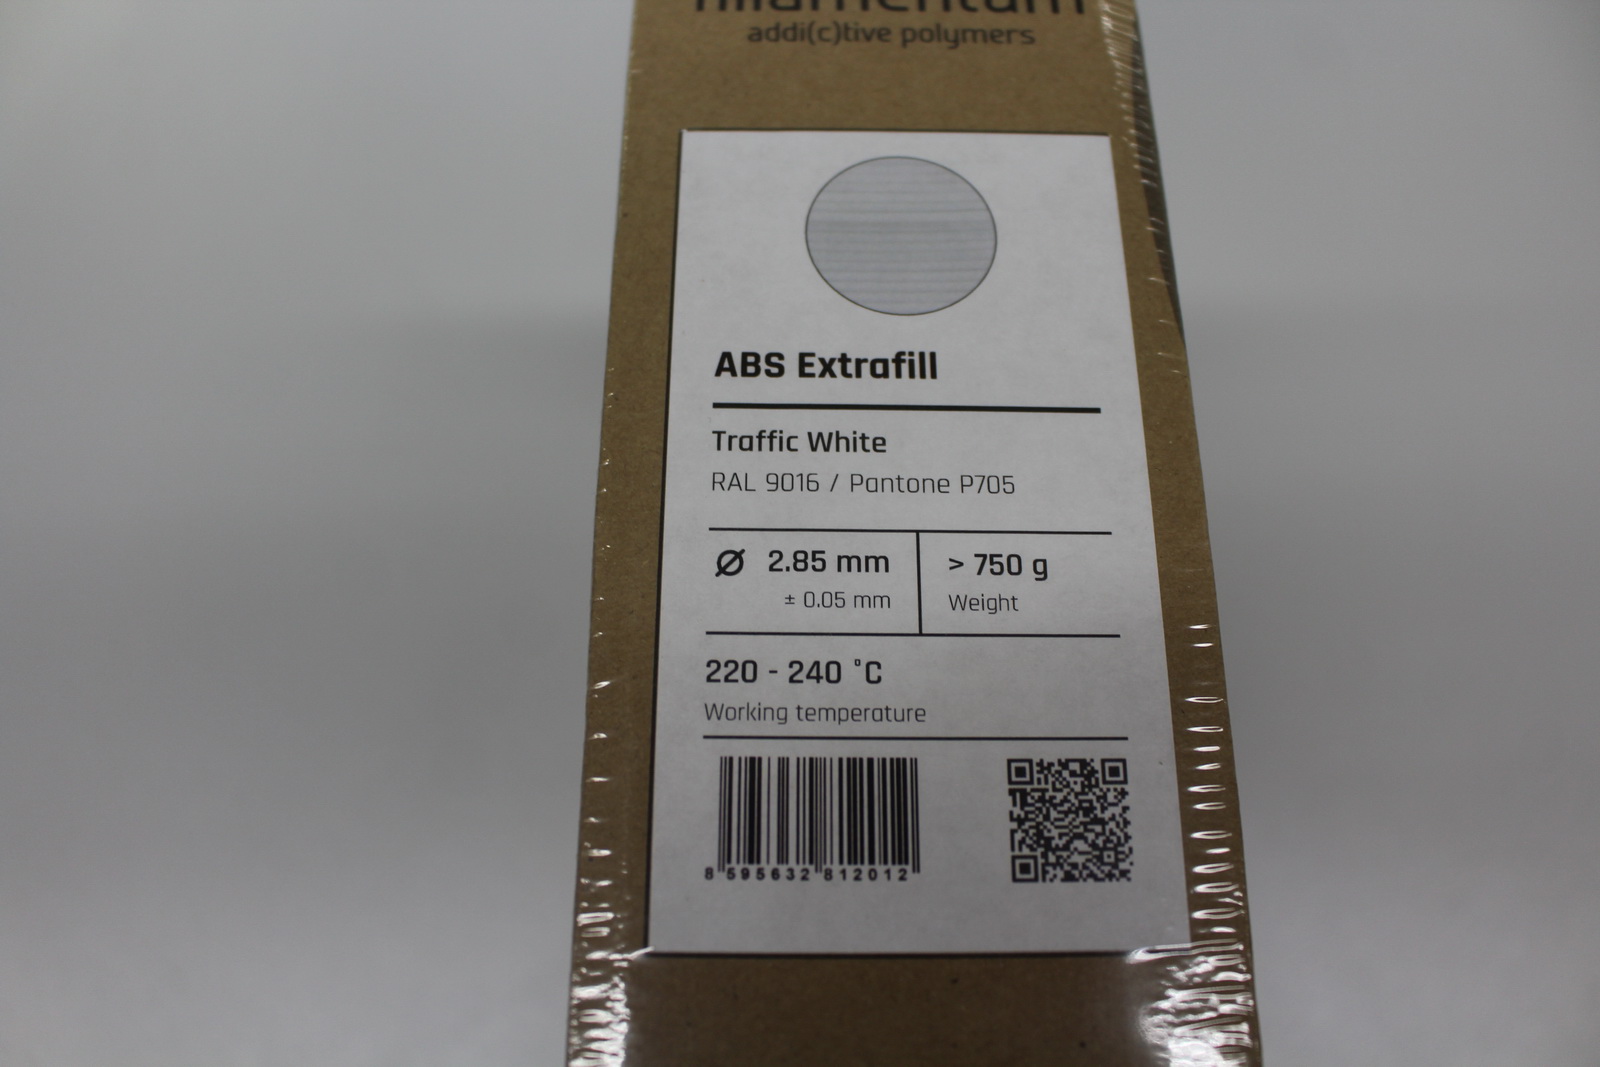 fillamentum
addi(c)tive polymers
ABS Extrafill
Traffic White
RAL 9016 / Pantone P705
Ø 2.85 mm
± 0.05 mm
> 750 g
Weight
220 - 240 °C
Working temperature
8 595632 812012